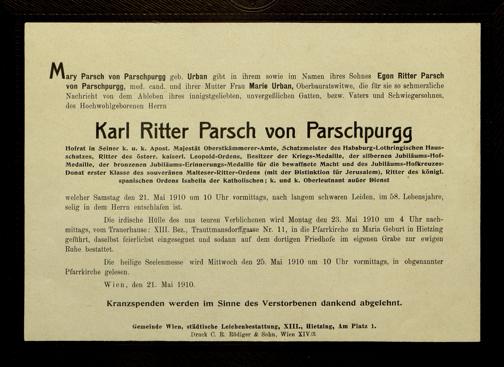 Mary Parsch von Parschpurgg geb. Urban gibt in ihrem sowie im Namen ihres Sohnes Egon Ritter Parsch
von Parschpurgg, med. cand. und ihrer Mutter Frau Marie Urban, Oberbauratswitwe, die für sie so schmerzliche
Nachricht von dem Ableben ihres innigstgeliebten, unvergeßlichen Gatten, bezw. Vaters und Schwiegersohnes,
des Hochwohlgeborenen Herrn
Karl Ritter Parsch von Parschpurgg
Hofrat in Seiner k. u. k. Apost. Majestät Oberstkämmerer-Amte, Schatzmeister des Habsburg-Lothringischen Haus-
schatzes, Ritter des österr. kaiserl. Leopold-Ordens, Besitzer der Kriegs-Medaille, der silbernen Jubiläums-Hof-
Medaille, der bronzenen Jubiläums-Erinnerungs-Medaille für die bewaffnete Macht und des Jubiläums-Hofkreuzes-
Donat erster Klasse des souveränen Malteser-Ritter-Ordens (mit der Distinktion für Jerusalem), Ritter des königl.
spanischen Ordens Isabella der Katholischen; k. und k. Oberleutnant außer Dienst
welcher Samstag den 21. Mai 1910 um 10 Uhr vormittags, nach langem schweren Leiden, im 58. Lebensjahre,
selig in dem Herrn entschlafen ist.
Die irdische Hülle des uns teuren Verblichenen wird Montag den 23. Mai 1910 um 4 Uhr nach-
mittags, vom Trauerhause: XIII. Bez., Trauttmansdorffgasse Nr. 11, in die Pfarrkirche zu Maria Geburt in Hietzing
geführt, daselbst feierlichst eingesegnet und sodann auf dem dortigen Friedhofe im eigenen Grabe zur ewigen
Ruhe bestattet.
Die heilige Seelenmesse wird Mittwoch den 25. Mai 1910 um 10 Uhr vormittags, in obgenannter
Pfarrkirche gelesen.
Wien, den 21. Mai 1910.
Kranzspenden werden im Sinne des Verstorbenen dankend abgelehnt.
Gemeinde Wien, städtische Leichenbestattung, XIII., Hietzing, Am Platz 1.
Druck C. R. Rödiger & Sohn, Wien XIV/2.